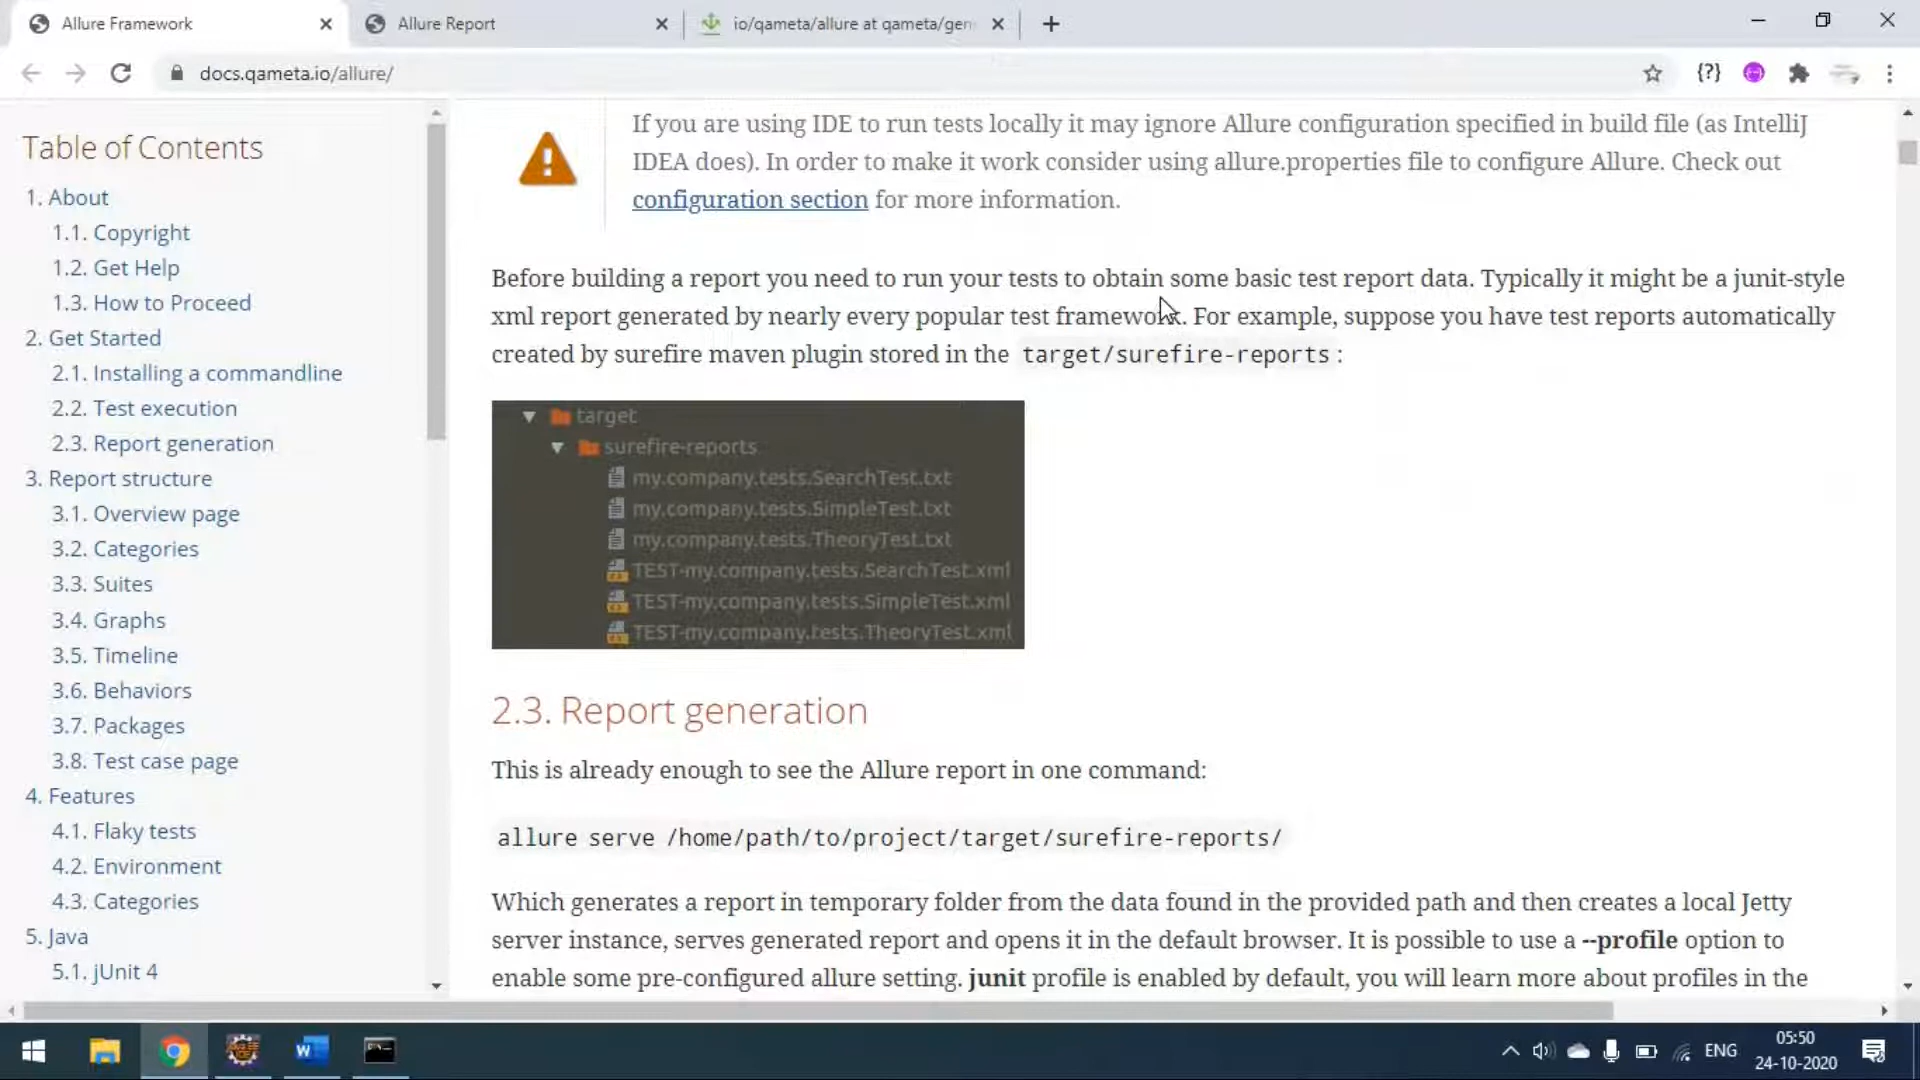 Allure Framework
Allure Report
io/qameta/allure at qameta/gen
docs.qameta.io/allure/
{?}
Table of Contents
1. About
1.1. Copyright
1.2. Get Help
1.3. How to Proceed
2. Get Started
2.1. Installing a commandline
2.2. Test execution
2.3. Report generation
3. Report structure
3.1. Overview page
3.2. Categories
3.3. Suites
3.4. Graphs
3.5. Timeline
3.6. Behaviors
3.7. Packages
3.8. Test case page
4. Features
4.1. Flaky tests
4.2. Environment
4.3. Categories
5. Java
5.1. jUnit 4
If you are using IDE to run tests locally it may ignore Allure configuration specified in build file (as IntelliJ
IDEA does). In order to make it work consider using allure.properties file to configure Allure. Check out
configuration section for more information.
Before building a report you need to run your tests to obtain some basic test report data. Typically it might be a junit-style
xml report generated by nearly every popular test framework. For example, suppose you have test reports automatically
created by surefire maven plugin stored in the target/surefire-reports :
target
surefire-reports
my.company.tests.SearchTest.txt
my.company.tests.SimpleTest.txt
my.company.tests.TheoryTest.txt
TEST-my.company.tests.SearchTest.xml
TEST-my.company.tests.SimpleTest.xml
TEST-my.company.tests.TheoryTest.xml
2.3. Report generation
This is already enough to see the Allure report in one command:
allure serve /home/path/to/project/target/surefire-reports/
Which generates a report in temporary folder from the data found in the provided path and then creates a local Jetty
server instance, serves generated report and opens it in the default browser. It is possible to use a --profile option to
enable some pre-configured allure setting. junit profile is enabled by default, you will learn more about profiles in the
ENG
05:50
24-10-2020